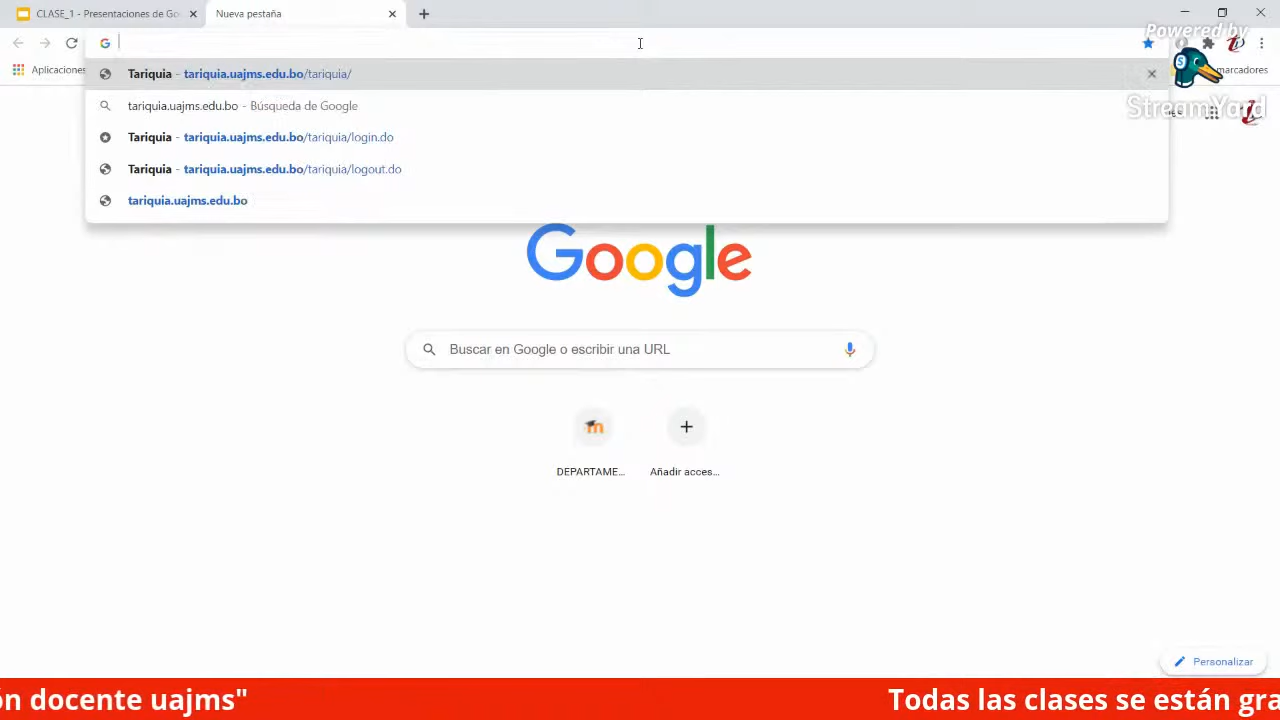 CLASE_1 - Presentaciones de Go
Nueva pestaña
Powered by
StreamYard
Aplicaciones
marcadores
Tariquia - tariquia.uajms.edu.bo/tariquia/
tariquia.uajms.edu.bo - Búsqueda de Google
Tariquia - tariquia.uajms.edu.bo/tariquia/login.do
Tariquia - tariquia.uajms.edu.bo/tariquia/logout.do
tariquia.uajms.edu.bo
Google
Buscar en Google o escribir una URL
DEPARTAME...
Añadir acces...
Personalizar
ón docente uajms"
Todas las clases se están gra